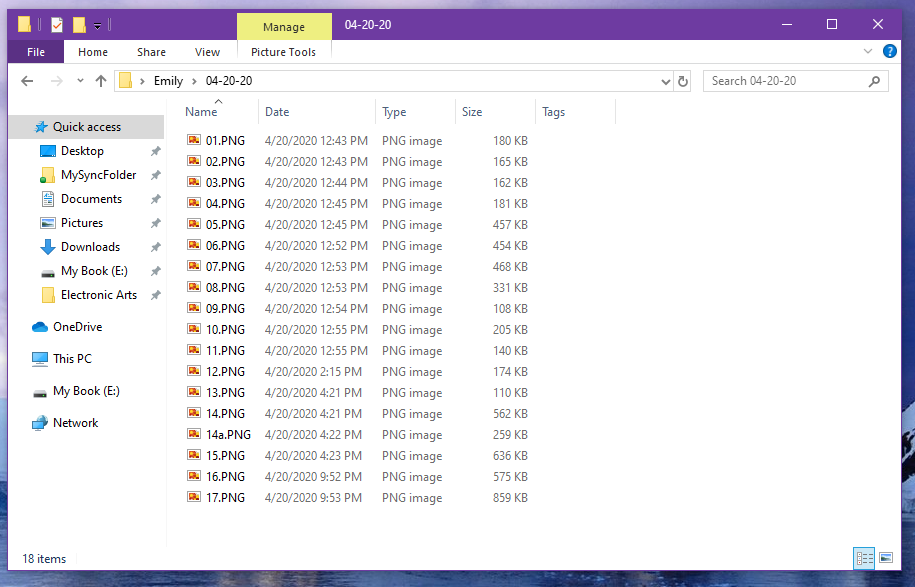 Manage 04-20-20
File Home Share View Picture Tools
Emily 04-20-20 Search 04-20-20
Name Date Type Size Tags
Quick access
Desktop
MySyncFolder
Documents
Pictures
Downloads
My Book (E:)
Electronic Arts
OneDrive
This PC
My Book (E:)
Network
01.PNG 4/20/2020 12:43 PM PNG image 180 KB
02.PNG 4/20/2020 12:43 PM PNG image 165 KB
03.PNG 4/20/2020 12:44 PM PNG image 162 KB
04.PNG 4/20/2020 12:45 PM PNG image 181 KB
05.PNG 4/20/2020 12:45 PM PNG image 457 KB
06.PNG 4/20/2020 12:52 PM PNG image 454 KB
07.PNG 4/20/2020 12:53 PM PNG image 468 KB
08.PNG 4/20/2020 12:53 PM PNG image 331 KB
09.PNG 4/20/2020 12:54 PM PNG image 108 KB
10.PNG 4/20/2020 12:55 PM PNG image 205 KB
11.PNG 4/20/2020 12:55 PM PNG image 140 KB
12.PNG 4/20/2020 2:15 PM PNG image 174 KB
13.PNG 4/20/2020 4:21 PM PNG image 110 KB
14.PNG 4/20/2020 4:21 PM PNG image 562 KB
14a.PNG 4/20/2020 4:22 PM PNG image 259 KB
15.PNG 4/20/2020 4:23 PM PNG image 636 KB
16.PNG 4/20/2020 9:52 PM PNG image 575 KB
17.PNG 4/20/2020 9:53 PM PNG image 859 KB
18 items